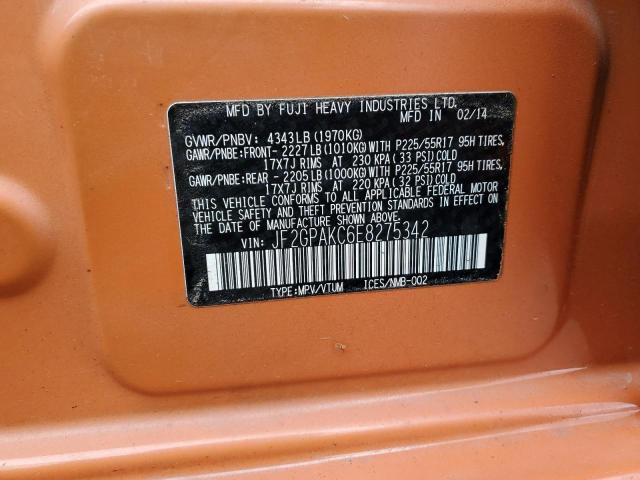 MFD BY FUJI HEAVY INDUSTRIES LTD.
MFD IN 02/14
GVWR/PNBV: 4343LB(1970KG)
GAWR/PNBE:FRONT- 2227LB(1010KG)WITH P225/55R17 95H TIRES,
17X7J RIMS AT 230 KPA(33 PSI)COLD
GAWR/PNBE:REAR - 2205LB(1000KG)WITH P225/55R17 95H TIRES,
17X7J RIMS AT 220 KPA(32 PSI)COLD
THIS VEHICLE CONFORMS TO ALL APPLICABLE FEDERAL MOTOR
VEHICLE SAFETY AND THEFT PREVENTION STANDARDS IN EFFECT
ON THE DATE OF MANUFACTURE SHOWN ABOVE.
VIN: JF2GPAKC6E8275342
TYPE:MPV/VTUM ICES/NMB-002